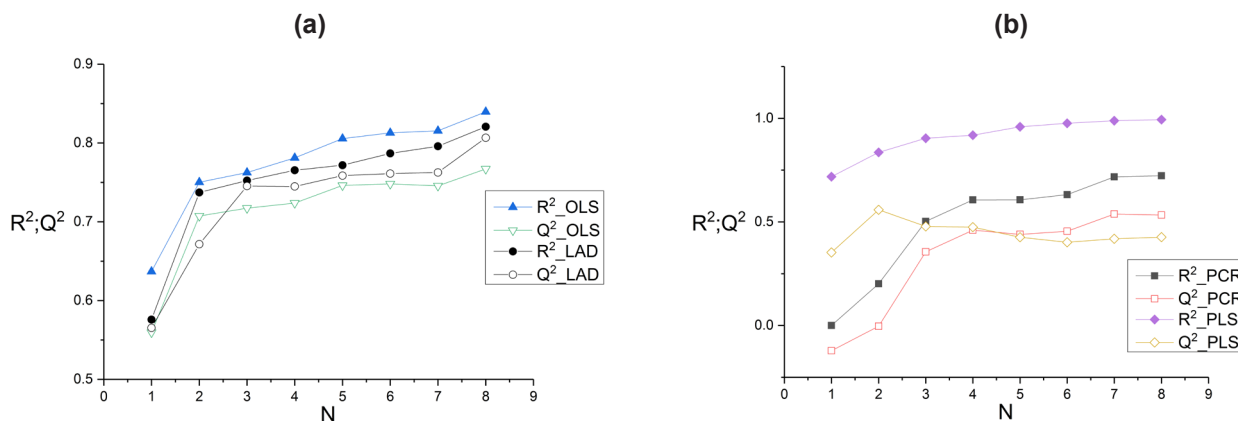 (a)
0.9
0.8
0.7
0.6
0.5
R²;Q²
0 1 2 3 4 5 6 7 8 9
N
R²_OLS
Q²_OLS
R²_LAD
Q²_LAD
(b)
1.0
0.5
0.0
R²;Q²
0 1 2 3 4 5 6 7 8 9
N
R²_PCR
Q²_PCR
R²_PLS
Q²_PLS